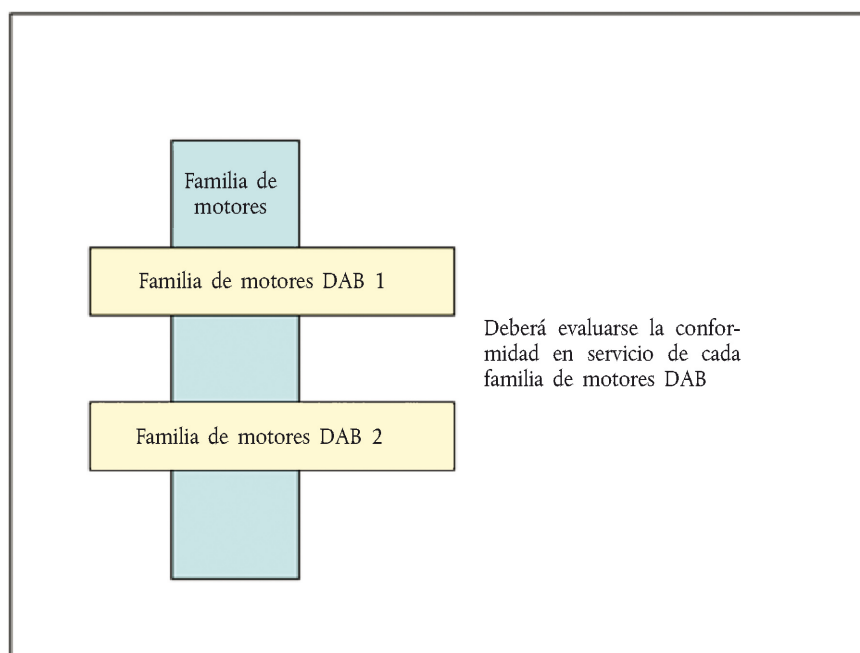 Familia de
motores
Familia de motores DAB 1
Deberá evaluarse la confor-
midad en servicio de cada
familia de motores DAB
Familia de motores DAB 2